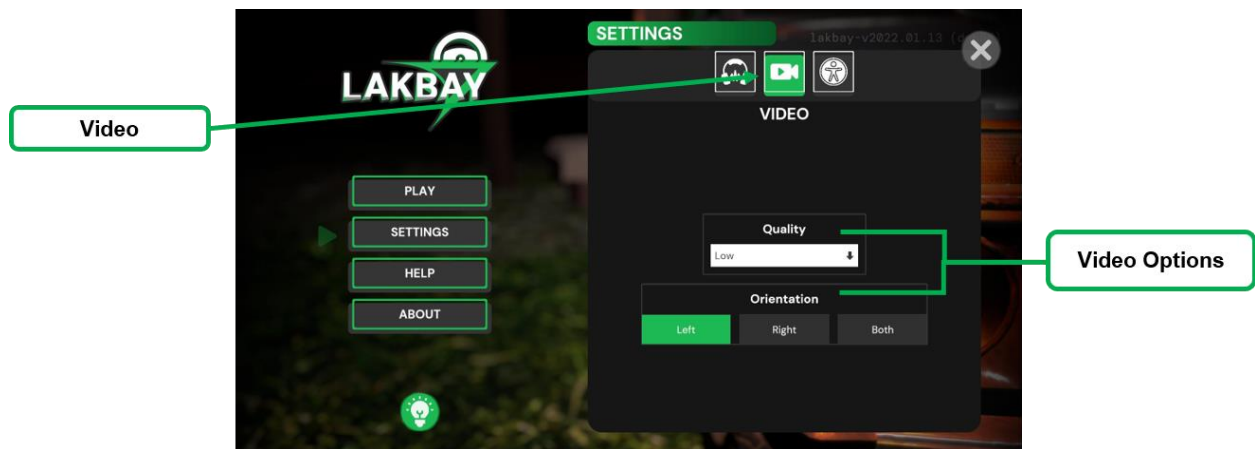 SETTINGS
lakbay-v2022.01.13
LAKBAY
Video
VIDEO
PLAY
SETTINGS
HELP
ABOUT
Quality
Low
Video Options
Orientation
Left
Right
Both